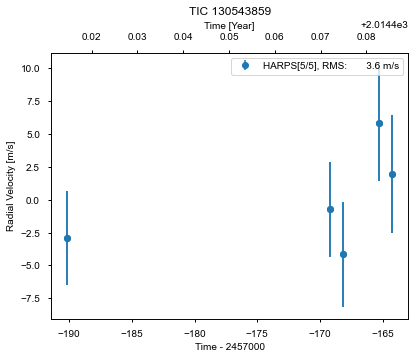 TIC 130543859
Time [Year]
+2.0144e3
0.02 0.03 0.04 0.05 0.06 0.07 0.08
HARPS[5/5], RMS: 3.6 m/s
Radial Velocity [m/s]
10.0
7.5
5.0
2.5
0.0
−2.5
−5.0
−7.5
−190 −185 −180 −175 −170 −165
Time - 2457000